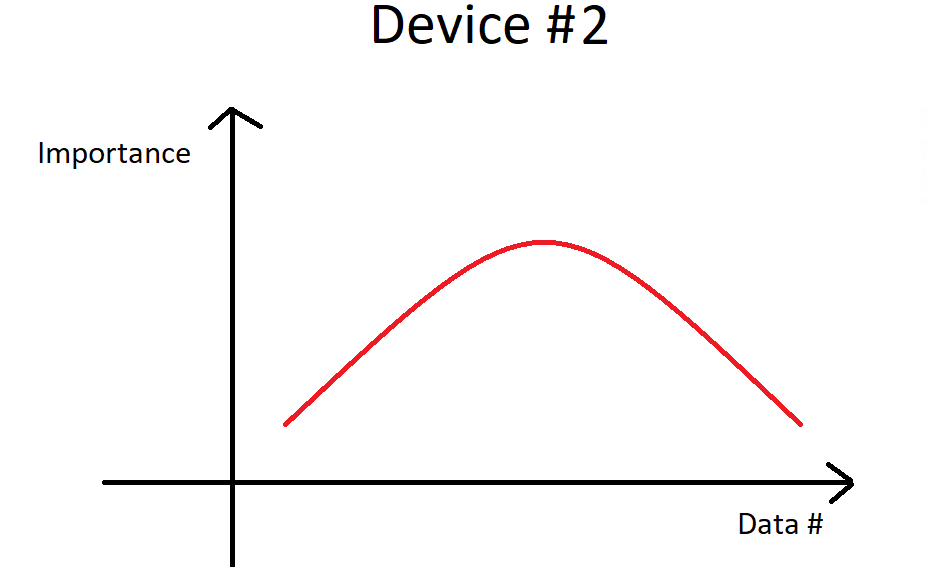 Device #2
Importance
Data #